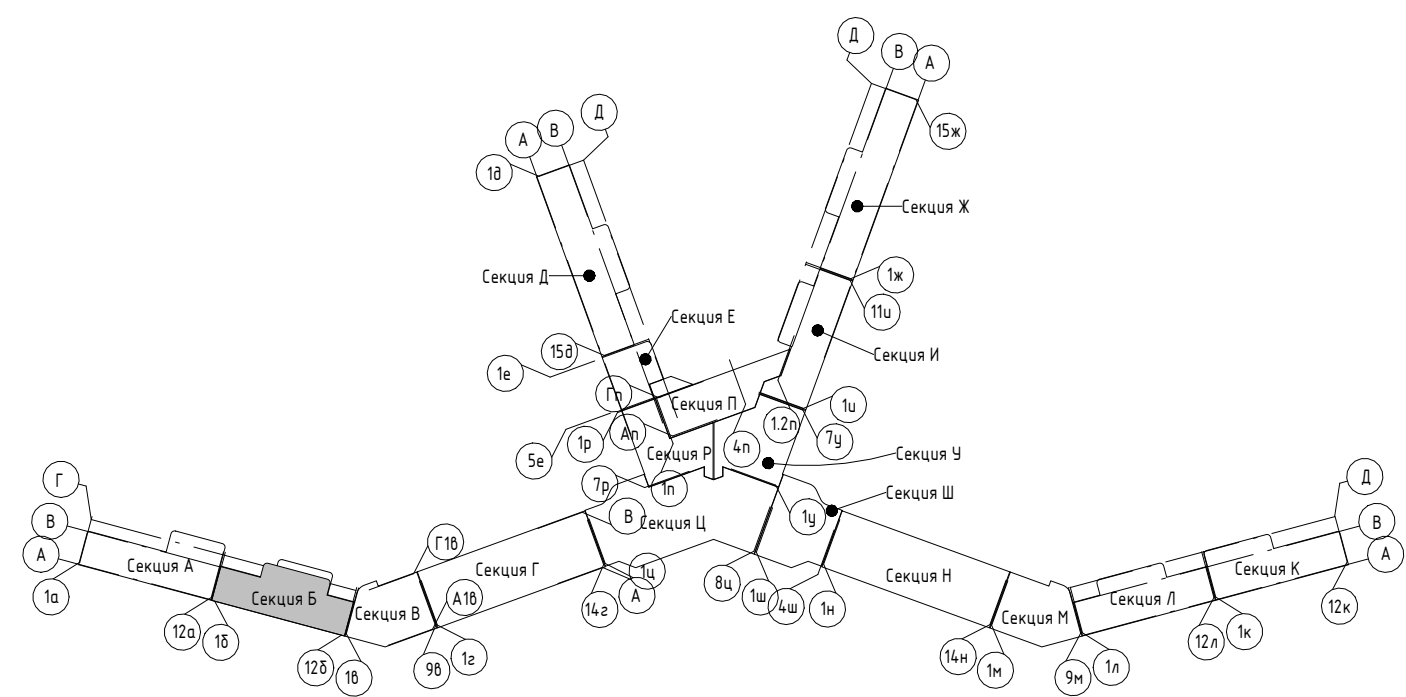 Д
В
А
15ж
Д
В
А
1д
Секция Ж
Секция Д
1ж
11и
Секция Е
15д
1е
Секция И
Гп
Секция П
1и
1.2п
7у
Ап
4п
1р
5е
Секция Р
Секция У
7р
1п
Г
Д
Секция Ш
В
В
Секция Ц
1у
В
А
Г1в
А
Секция А
Секция Г
1ц
Секция Н
Секция К
1а
Секция Б
А1в
А
8ц
1ш
4ш
1н
Секция Л
12к
Секция В
14г
Секция М
12а
1б
12л
1к
12б
1в
9в
1г
14н
1м
9м
1л